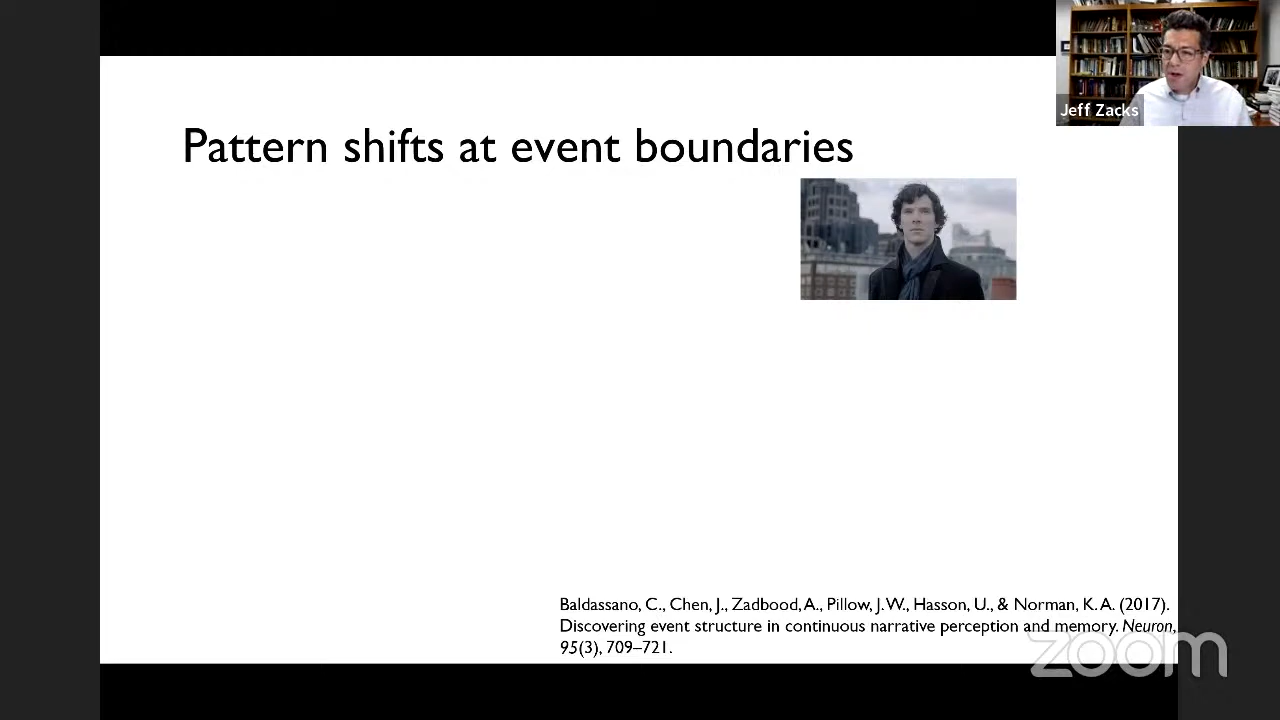 Jeff Zacks
Pattern shifts at event boundaries
Baldassano, C., Chen, J., Zadbood, A., Pillow, J. W., Hasson, U., & Norman, K. A. (2017).
Discovering event structure in continuous narrative perception and memory. Neuron,
95(3), 709–721.
zoom